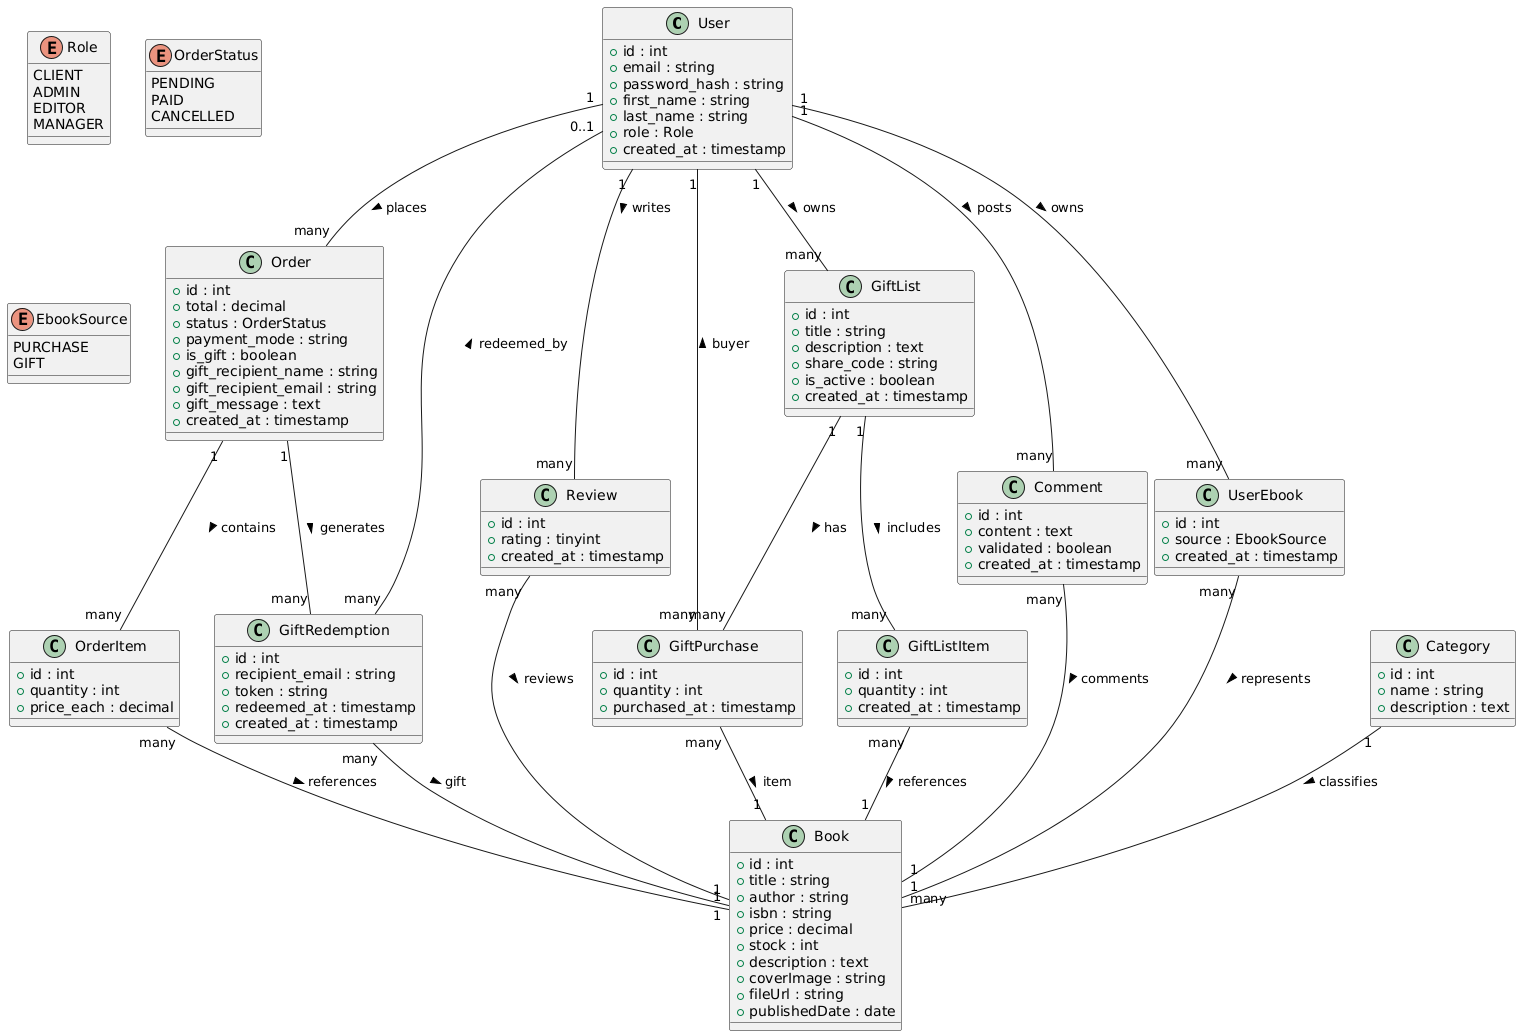 E Role
CLIENT
ADMIN
EDITOR
MANAGER
E OrderStatus
PENDING
PAID
CANCELLED
C User
id : int
email : string
password_hash : string
first_name : string
last_name : string
role : Role
created_at : timestamp
1
0..1
1
1
1
1
1
places
writes
owns
posts
owns
many
many
C Order
id : int
total : decimal
status : OrderStatus
payment_mode : string
is_gift : boolean
gift_recipient_name : string
gift_recipient_email : string
gift_message : text
created_at : timestamp
C GiftList
id : int
title : string
description : text
share_code : string
is_active : boolean
created_at : timestamp
E EbookSource
PURCHASE
GIFT
redeemed_by
buyer
1
1
1
1
many
many
many
C Review
id : int
rating : tinyint
created_at : timestamp
C Comment
id : int
content : text
validated : boolean
created_at : timestamp
C UserEbook
id : int
source : EbookSource
created_at : timestamp
contains
generates
has
includes
many
many
many
many
many
many
many
many
many
C OrderItem
id : int
quantity : int
price_each : decimal
C GiftRedemption
id : int
recipient_email : string
token : string
redeemed_at : timestamp
created_at : timestamp
C GiftPurchase
id : int
quantity : int
purchased_at : timestamp
C GiftListItem
id : int
quantity : int
created_at : timestamp
C Category
id : int
name : string
description : text
reviews
comments
represents
many
many
many
many
1
references
gift
item
references
classifies
1
1
C Book
id : int
title : string
author : string
isbn : string
price : decimal
stock : int
description : text
coverImage : string
fileUrl : string
publishedDate : date
1
1
1
1
1
many